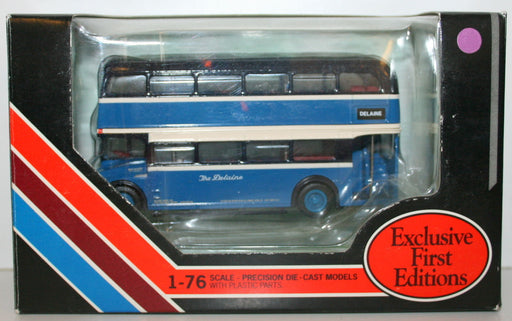 DELAINE
The Delaine
1-76 SCALE - PRECISION DIE-CAST MODELS
WITH PLASTIC PARTS.
Exclusive
First
Editions